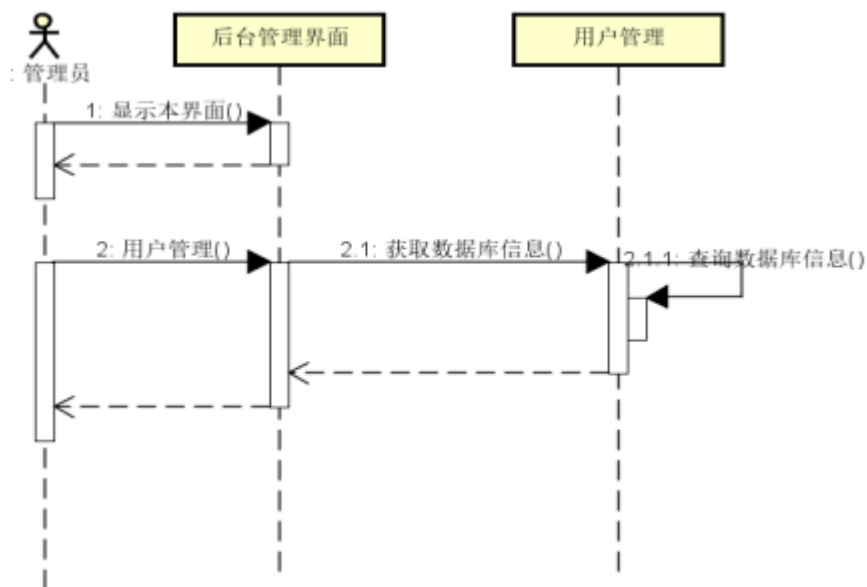 后台管理界面
用户管理
: 管理员
1: 显示本界面()
2: 用户管理()
2.1: 获取数据库信息()
2.1.1: 查询数据库信息()